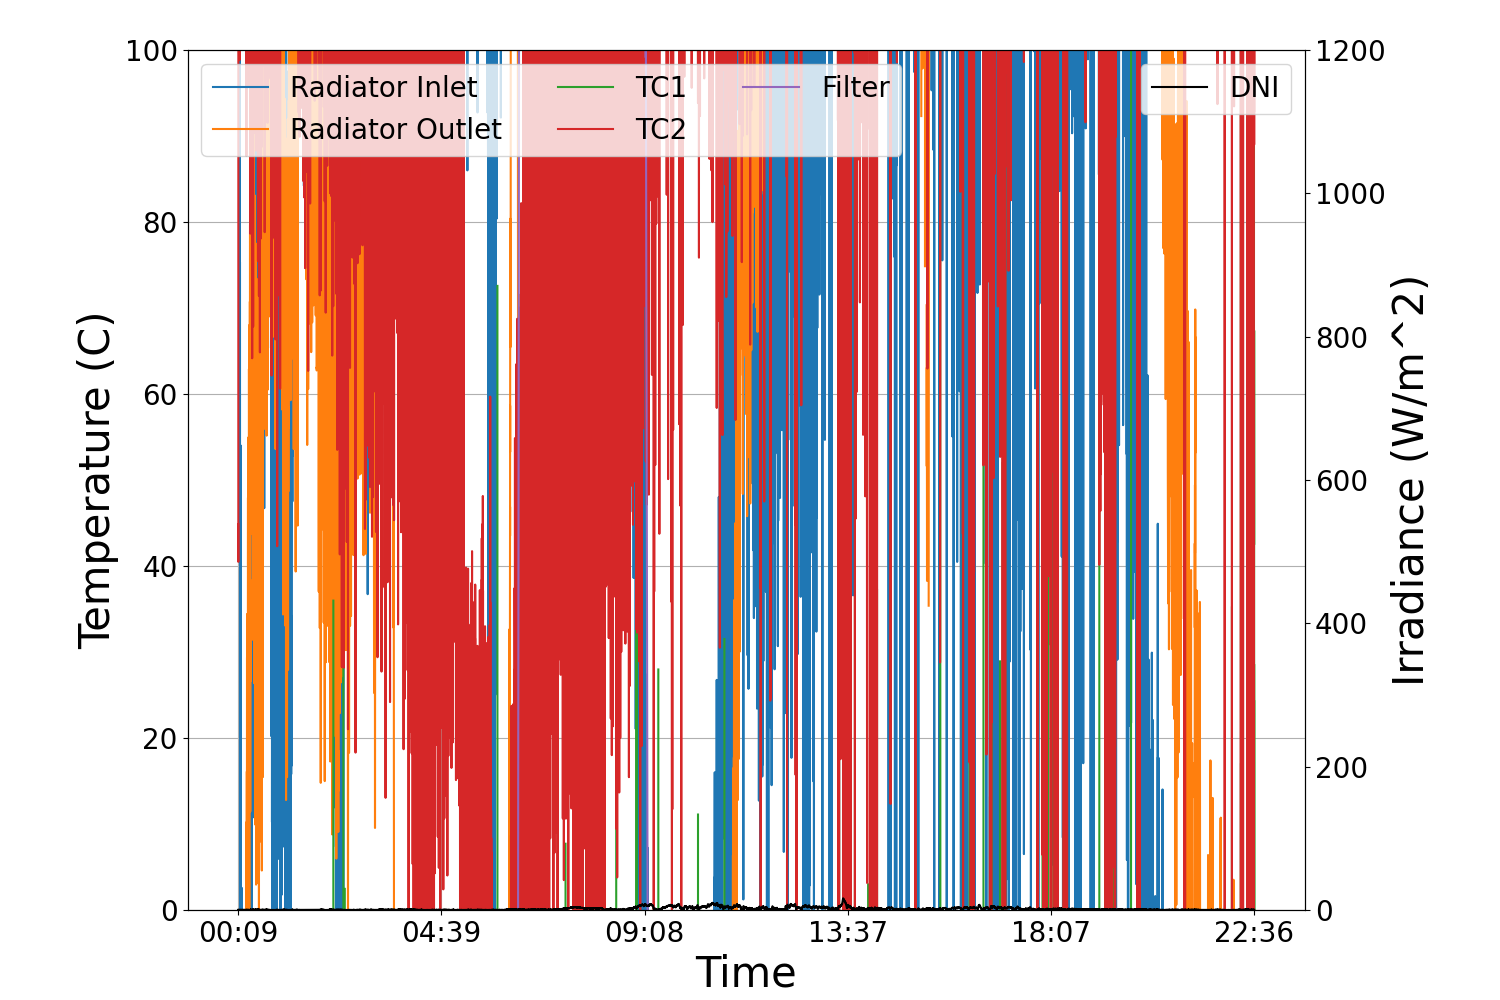 100
80
60
40
20
0
Temperature (C)
Radiator Inlet
Radiator Outlet
TC1
TC2
Filter
DNI
1200
1000
800
600
400
200
0
Irradiance (W/m^2)
00:09 04:39 09:08 13:37 18:07 22:36
Time